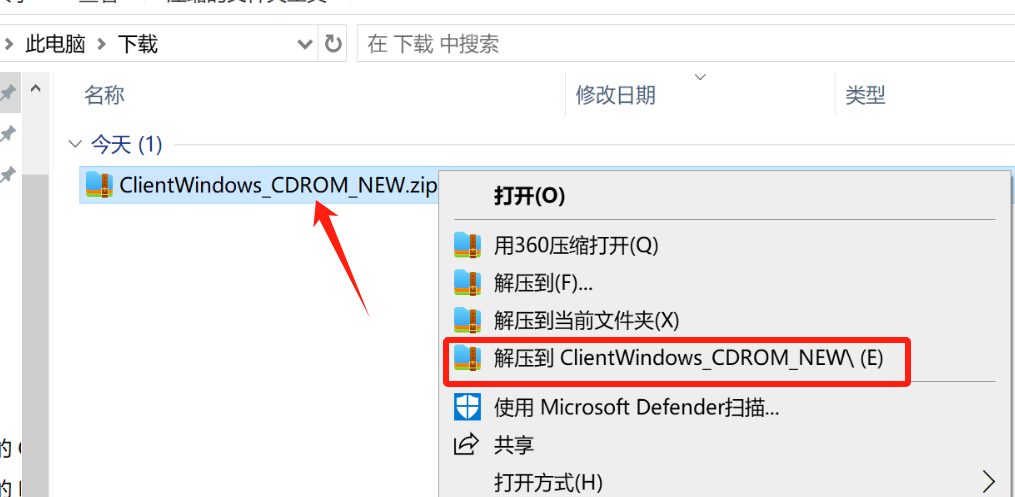 此电脑 下载
在 下载 中搜索
名称 修改日期 类型
今天 (1)
ClientWindows_CDROM_NEW.zip
打开(O)
用360压缩打开(Q)
解压到(F)...
解压到当前文件夹(X)
解压到 ClientWindows_CDROM_NEW\ (E)
使用 Microsoft Defender扫描...
的
共享
的
打开方式(H)